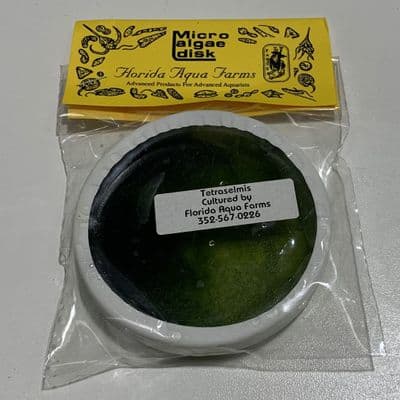 Micro
algae
disk
Florida Aqua Farms
Advanced Products For Advanced Aquarists
Tetraselmis
Cultured by
Florida Aqua Farms
352-567-0226